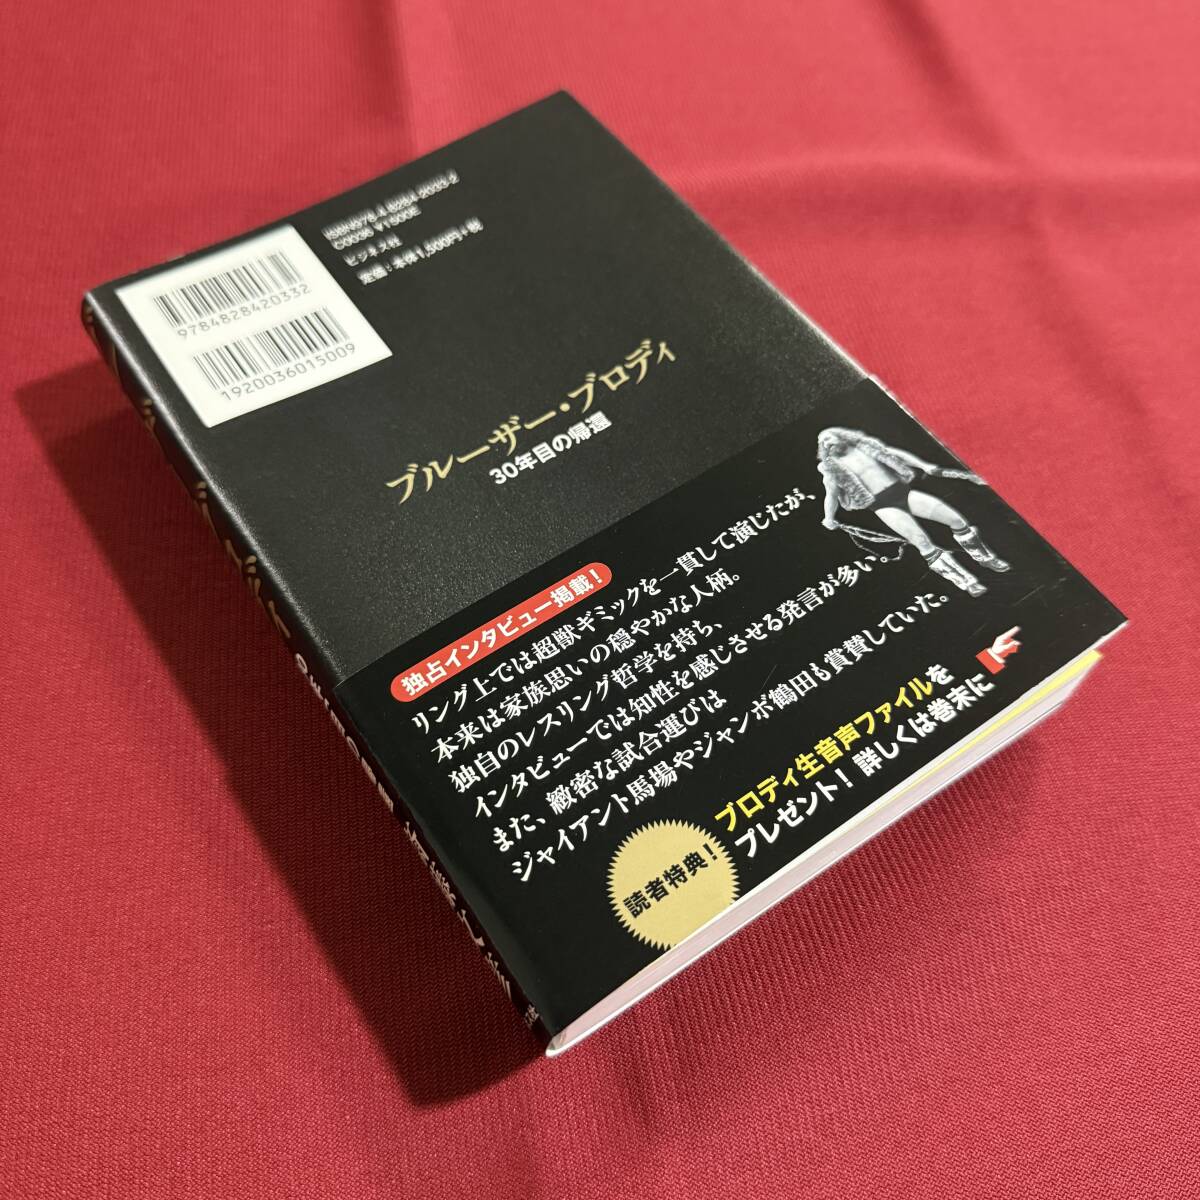 ISBN978-4-8284-2033-2
C0036 ¥1500E
ビジネス社
定価：本体1,500円+税
9784828420332
1920036015009
ブルーザー・ブロディ
30年目の帰還
独占インタビュー掲載！
リング上では超獣ギミックを一貫して演じたが、
本来は家族思いの穏やかな人柄。
独自のレスリング哲学を持ち、
インタビューでは知性を感じさせる発言が多い。
また、緻密な試合運びは
ジャイアント馬場やジャンボ鶴田も賞賛していた。
読者特典！
ブロディ生音声ファイルを
プレゼント！ 詳しくは巻末に